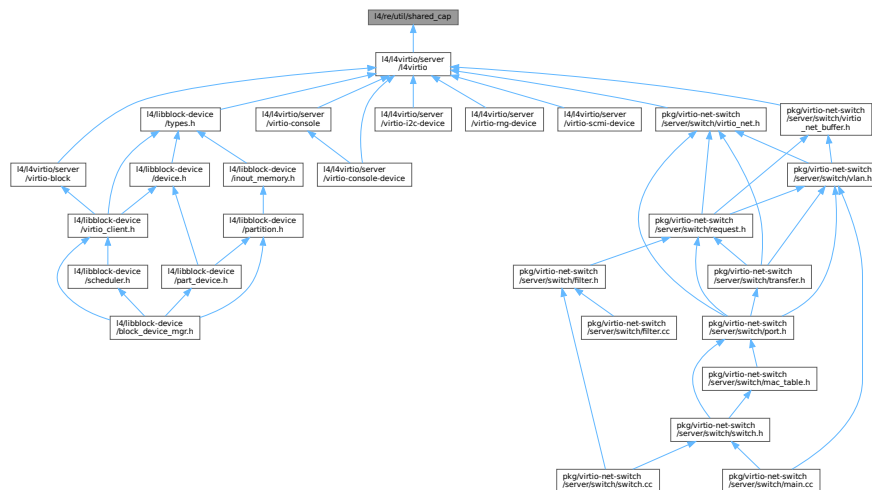 l4/re/util/shared_cap
l4/l4virtio/server
/l4virtio
l4/libblock-device
/types.h
l4/l4virtio/server
/virtio-console
l4/l4virtio/server
/virtio-i2c-device
l4/l4virtio/server
/virtio-rng-device
l4/l4virtio/server
/virtio-scmi-device
pkg/virtio-net-switch
/server/switch/virtio_net.h
pkg/virtio-net-switch
/server/switch/virtio
_net_buffer.h
l4/l4virtio/server
/virtio-block
l4/libblock-device
/device.h
l4/libblock-device
/inout_memory.h
l4/l4virtio/server
/virtio-console-device
pkg/virtio-net-switch
/server/switch/vlan.h
l4/libblock-device
/virtio_client.h
l4/libblock-device
/partition.h
pkg/virtio-net-switch
/server/switch/request.h
l4/libblock-device
/scheduler.h
l4/libblock-device
/part_device.h
pkg/virtio-net-switch
/server/switch/filter.h
pkg/virtio-net-switch
/server/switch/transfer.h
l4/libblock-device
/block_device_mgr.h
pkg/virtio-net-switch
/server/switch/filter.cc
pkg/virtio-net-switch
/server/switch/port.h
pkg/virtio-net-switch
/server/switch/mac_table.h
pkg/virtio-net-switch
/server/switch/switch.h
pkg/virtio-net-switch
/server/switch/switch.cc
pkg/virtio-net-switch
/server/switch/main.cc